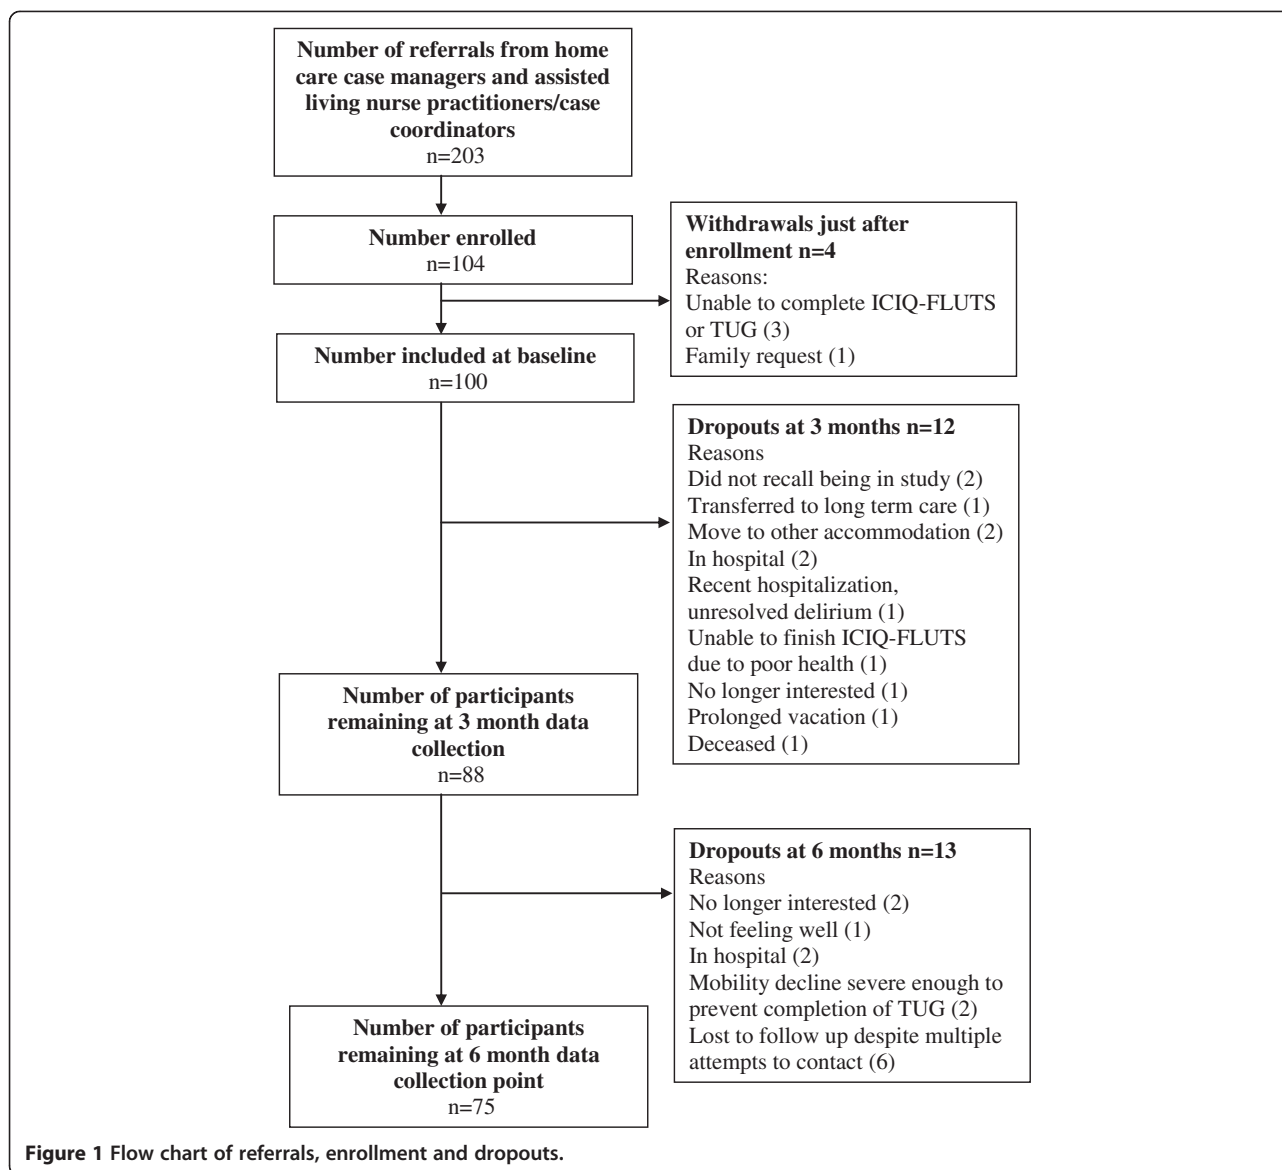 Number of referrals from home
care case managers and assisted
living nurse practitioners/case
coordinators
n=203
Number enrolled
n=104
Withdrawals just after
enrollment n=4
Reasons:
Unable to complete ICIQ-FLUTS
or TUG (3)
Family request (1)
Number included at baseline
n=100
Dropouts at 3 months n=12
Reasons
Did not recall being in study (2)
Transferred to long term care (1)
Move to other accommodation (2)
In hospital (2)
Recent hospitalization,
unresolved delirium (1)
Unable to finish ICIQ-FLUTS
due to poor health (1)
No longer interested (1)
Prolonged vacation (1)
Deceased (1)
Number of participants
remaining at 3 month data
collection
n=88
Dropouts at 6 months n=13
Reasons
No longer interested (2)
Not feeling well (1)
In hospital (2)
Mobility decline severe enough to
prevent completion of TUG (2)
Lost to follow up despite multiple
attempts to contact (6)
Number of participants
remaining at 6 month data
collection point
n=75
Figure 1 Flow chart of referrals, enrollment and dropouts.